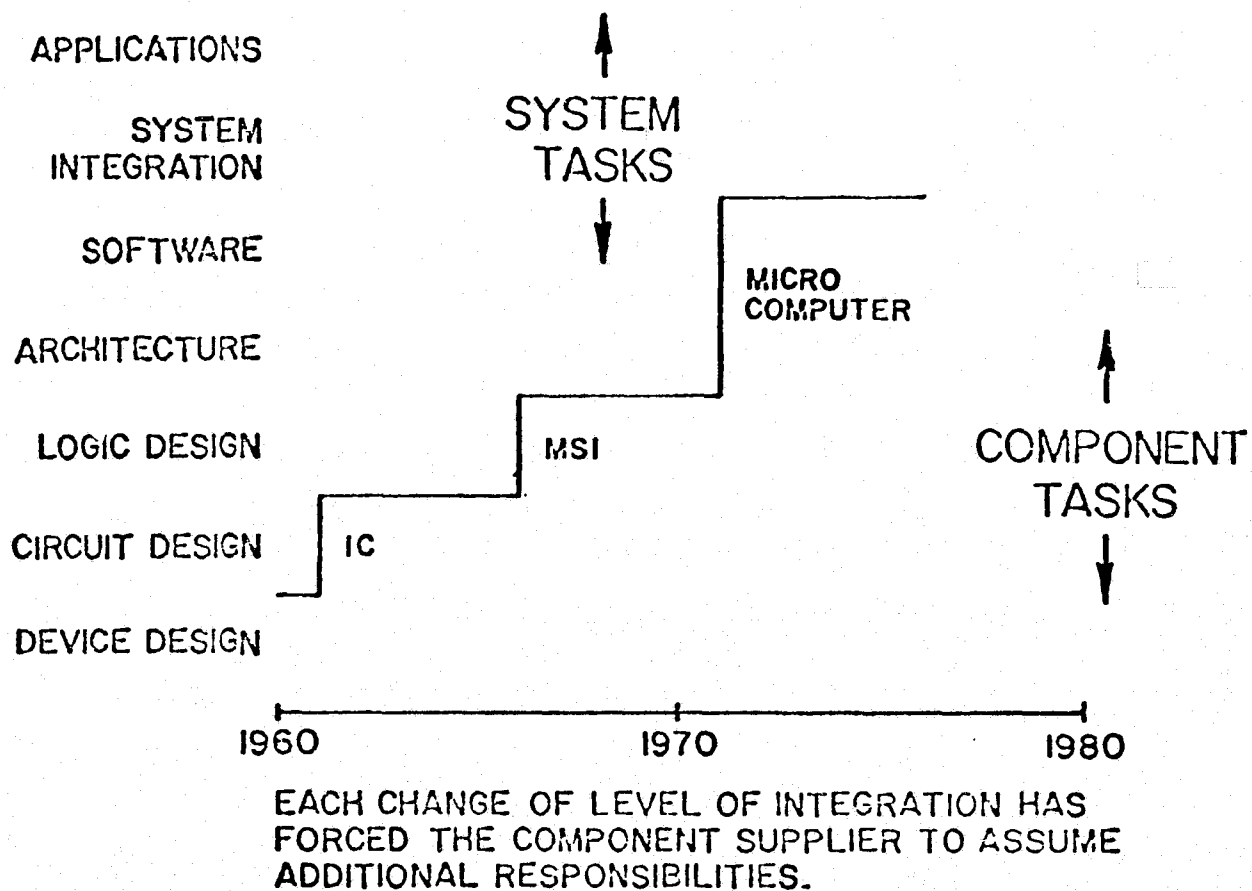 APPLICATIONS
SYSTEM
INTEGRATION
SOFTWARE
ARCHITECTURE
LOGIC DESIGN
CIRCUIT DESIGN
DEVICE DESIGN
SYSTEM
TASKS
MICRO
COMPUTER
MSI
IC
COMPONENT
TASKS
1960 1970 1980
EACH CHANGE OF LEVEL OF INTEGRATION HAS
FORCED THE COMPONENT SUPPLIER TO ASSUME
ADDITIONAL RESPONSIBILITIES.